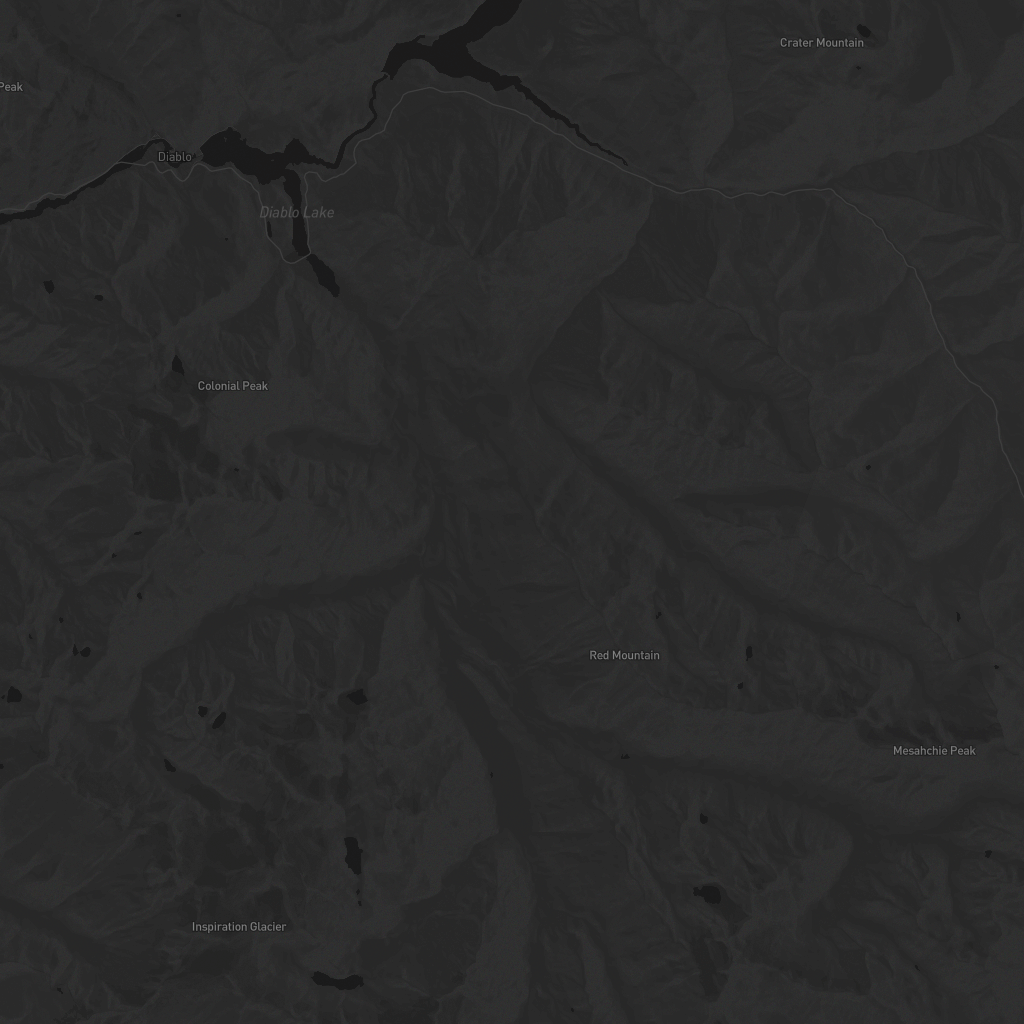 Crater Mountain
Peak
Diablo
Diablo Lake
Colonial Peak
Red Mountain
Mesahchie Peak
Inspiration Glacier